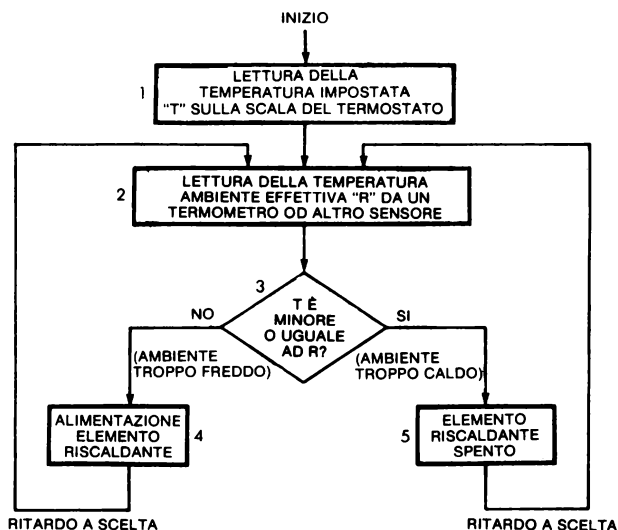 INIZIO
1
LETTURA DELLA
TEMPERATURA IMPOSTATA
"T" SULLA SCALA DEL TERMOSTATO
2
LETTURA DELLA TEMPERATURA
AMBIENTE EFFETTIVA "R" DA UN
TERMOMETRO OD ALTRO SENSORE
3
T È
MINORE
O UGUALE
AD R?
NO
(AMBIENTE
TROPPO FREDDO)
SI
(AMBIENTE
TROPPO CALDO)
ALIMENTAZIONE
ELEMENTO
RISCALDANTE
4
5
ELEMENTO
RISCALDANTE
SPENTO
RITARDO A SCELTA
RITARDO A SCELTA